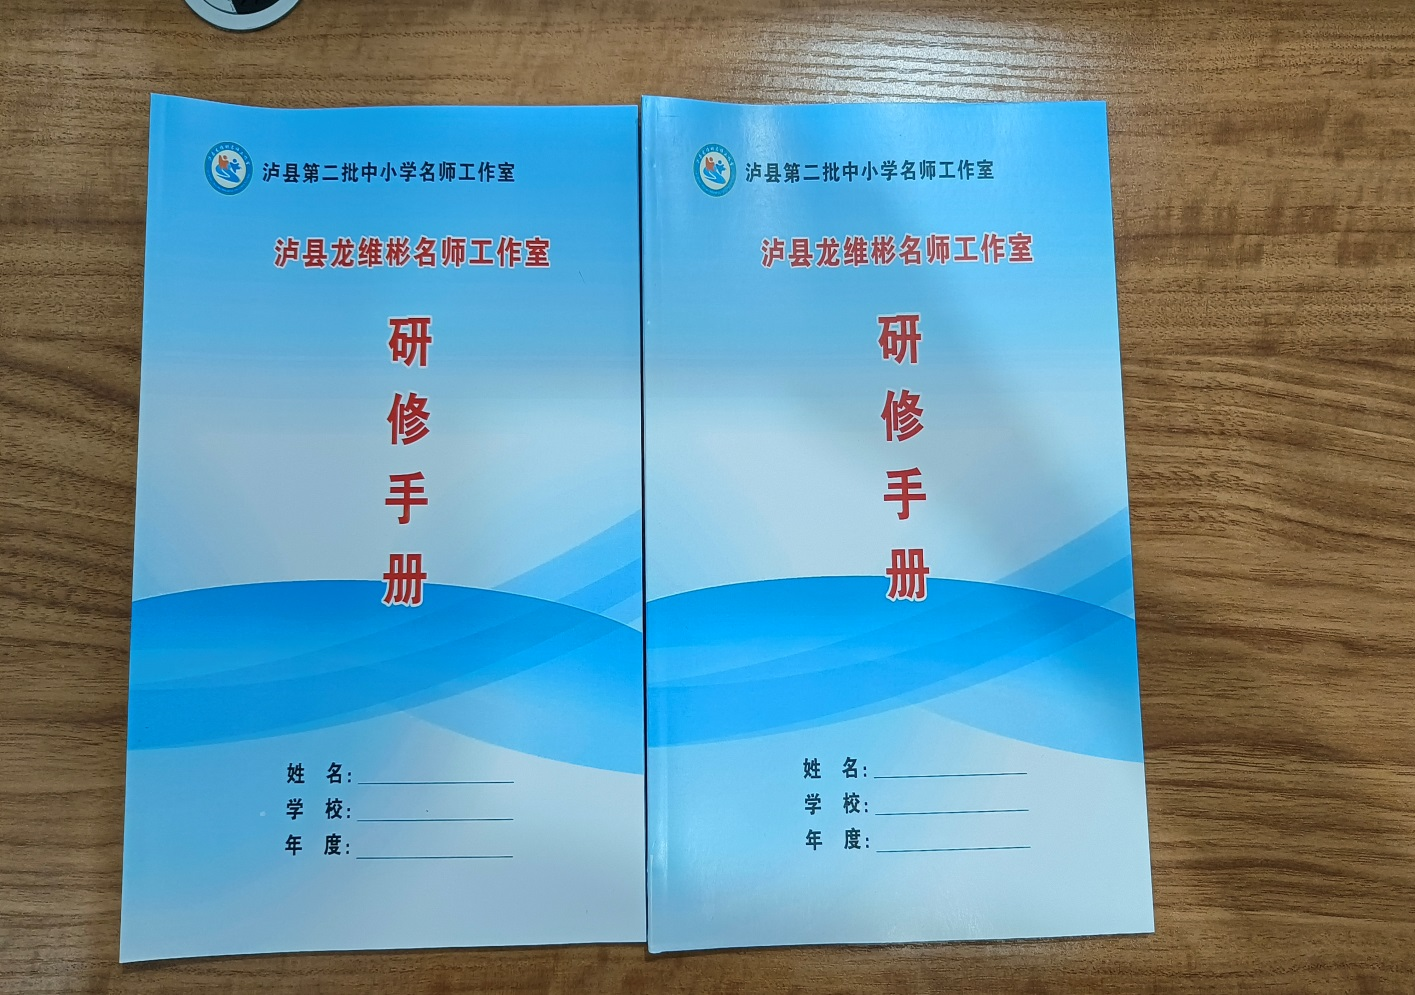 泸县第二批中小学名师工作室
泸县龙维彬名师工作室
研
修
手
册
姓 名:
学 校:
年 度:
泸县第二批中小学名师工作室
泸县龙维彬名师工作室
研
修
手
册
姓 名:
学 校:
年 度: